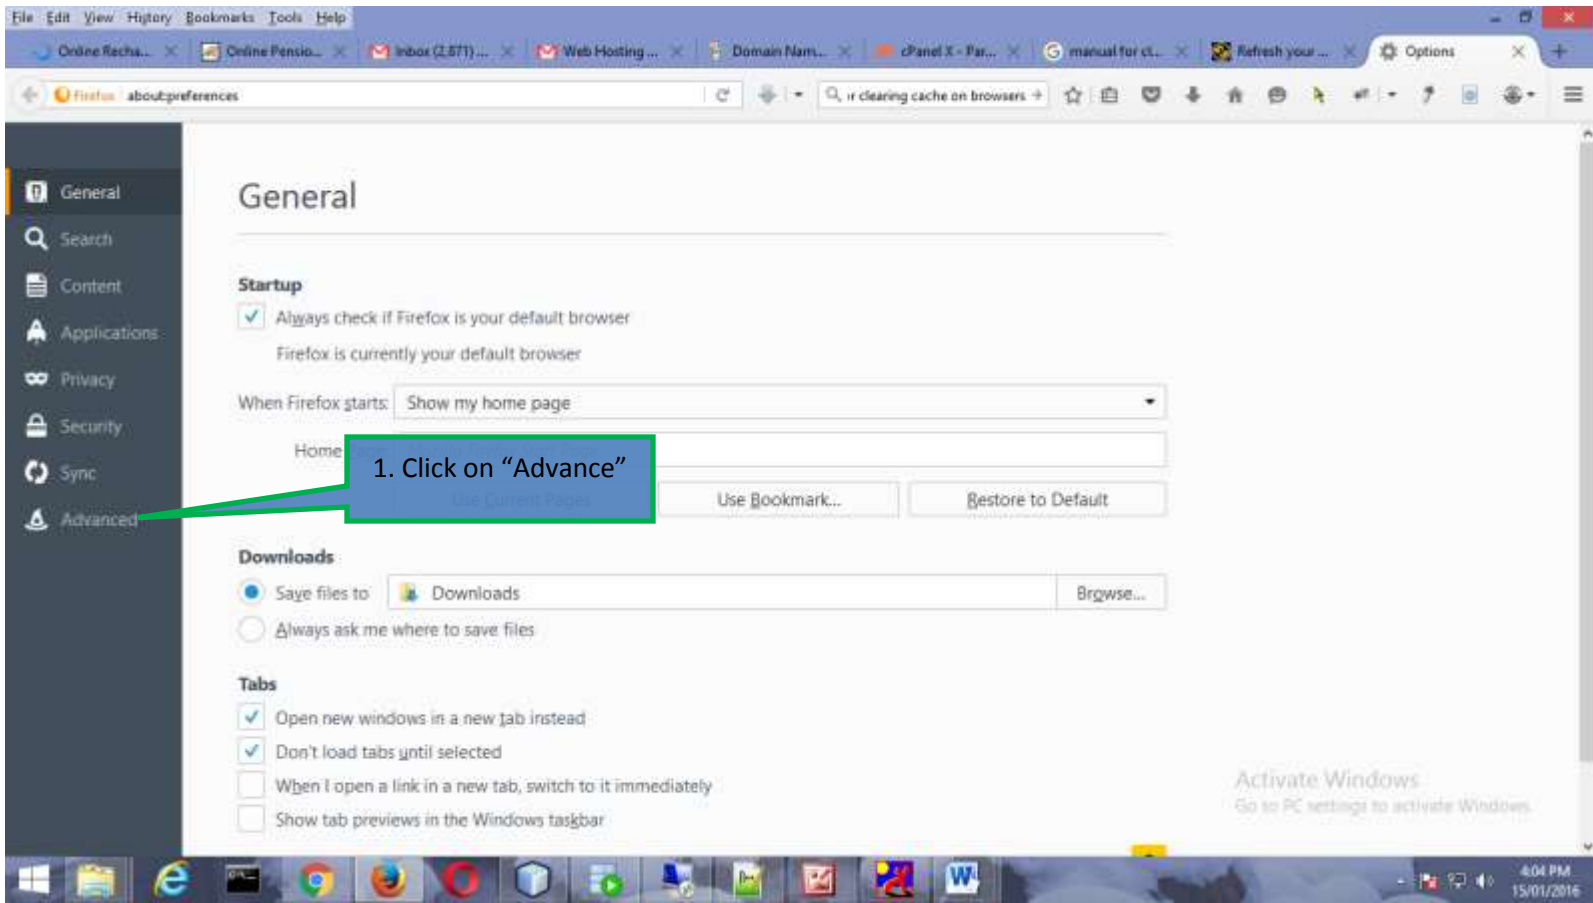 File Edit View History Bookmarks Tools Help
Online Recha... Online Pensio... Inbox (2,671) ... Web Hosting ... Domain Nam... cPanel X - Par... manual for cl... Refresh your ... Options
Firefox about:preferences
r clearing cache on browsers
General
General
Search
Content
Applications
Privacy
Security
Sync
Advanced
Startup
Always check if Firefox is your default browser
Firefox is currently your default browser
When Firefox starts: Show my home page
Home
1. Click on “Advance”
Use Current Pages Use Bookmark... Restore to Default
Downloads
Save files to Downloads Browse...
Always ask me where to save files
Tabs
Open new windows in a new tab instead
Don't load tabs until selected
When I open a link in a new tab, switch to it immediately
Show tab previews in the Windows taskbar
Activate Windows
Go to PC settings to activate Windows.
4:04 PM
15/01/2016